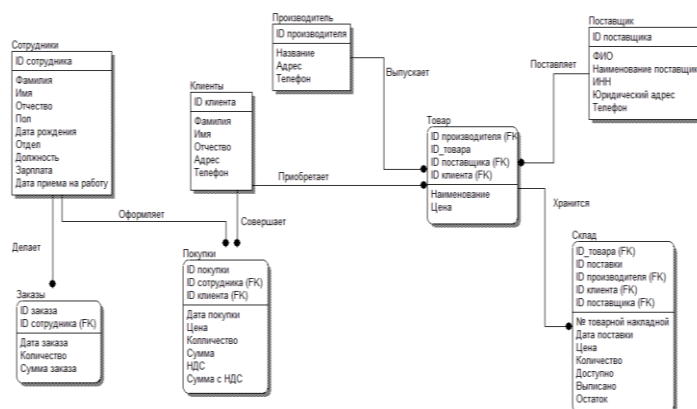 Сотрудники
ID сотрудника
Фамилия
Имя
Отчество
Пол
Дата рождения
Отдел
Должность
Зарплата
Дата приема на работу
Производитель
ID производителя
Название
Адрес
Телефон
Поставщик
ID поставщика
ФИО
Наименование поставщик
ИНН
Юридический адрес
Телефон
Клиенты
ID клиента
Фамилия
Имя
Отчество
Адрес
Телефон
Выпускает
Поставляет
Товар
ID производителя (FK)
ID_товара
ID поставщика (FK)
ID клиента (FK)
Наименование
Цена
Приобретает
Оформляет
Совершает
Хранится
Делает
Заказы
ID заказа
ID сотрудника (FK)
Дата заказа
Количество
Сумма заказа
Покупки
ID покупки
ID сотрудника (FK)
ID клиента (FK)
Дата покупки
Цена
Колличество
Сумма
НДС
Сумма с НДС
Склад
ID_товара (FK)
ID поставки
ID производителя (FK)
ID клиента (FK)
ID поставщика (FK)
№ товарной накладной
Дата поставки
Цена
Количество
Доступно
Выписано
Остаток